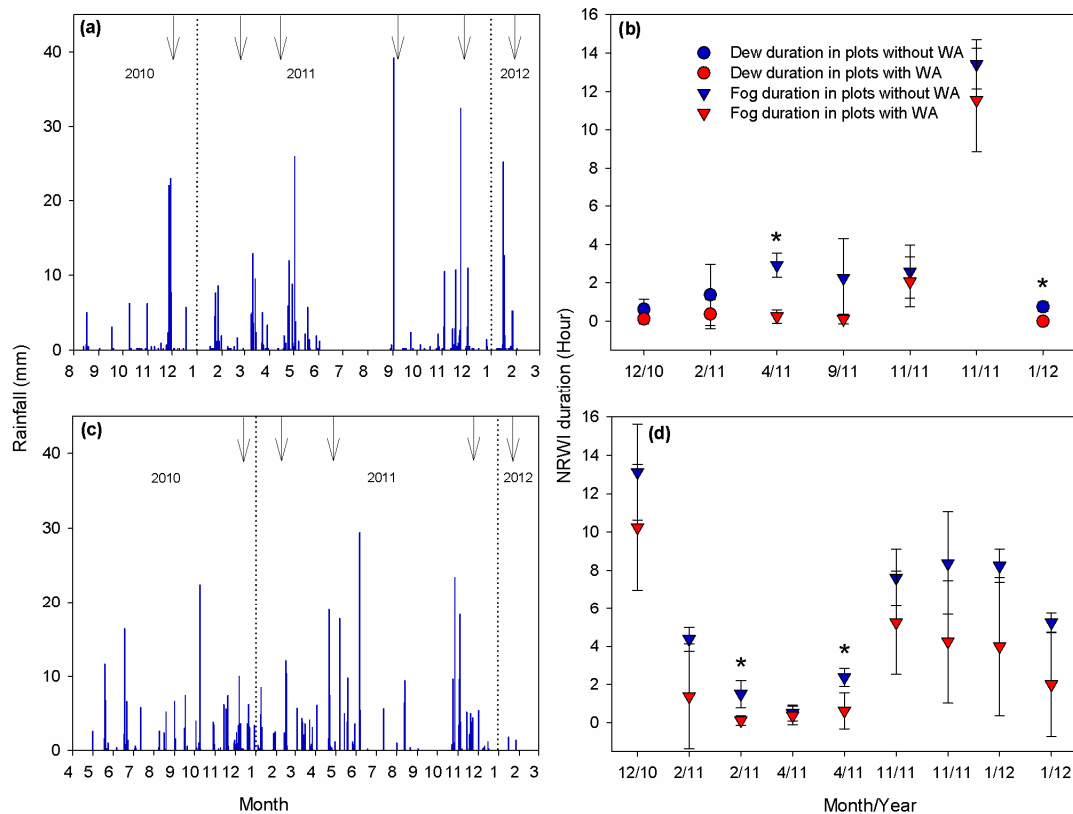 (a)
2010
2011
2012
40
30
20
10
0
8 9 10 11 12 1 2 3 4 5 6 7 8 9 10 11 12 1 2 3
(b)
Dew duration in plots without WA
Dew duration in plots with WA
Fog duration in plots without WA
Fog duration in plots with WA
16
14
12
10
8
6
4
2
0
*
*
12/10 2/11 4/11 9/11 11/11 11/11 1/12
Rainfall (mm)
NRWI duration (Hour)
(c)
2010
2011
2012
40
30
20
10
0
4 5 6 7 8 9 10 11 12 1 2 3 4 5 6 7 8 9 10 11 12 1 2 3
Month
(d)
16
14
12
10
8
6
4
2
0
*
*
12/10 2/11 2/11 4/11 4/11 11/11 11/11 1/12 1/12
Month/Year